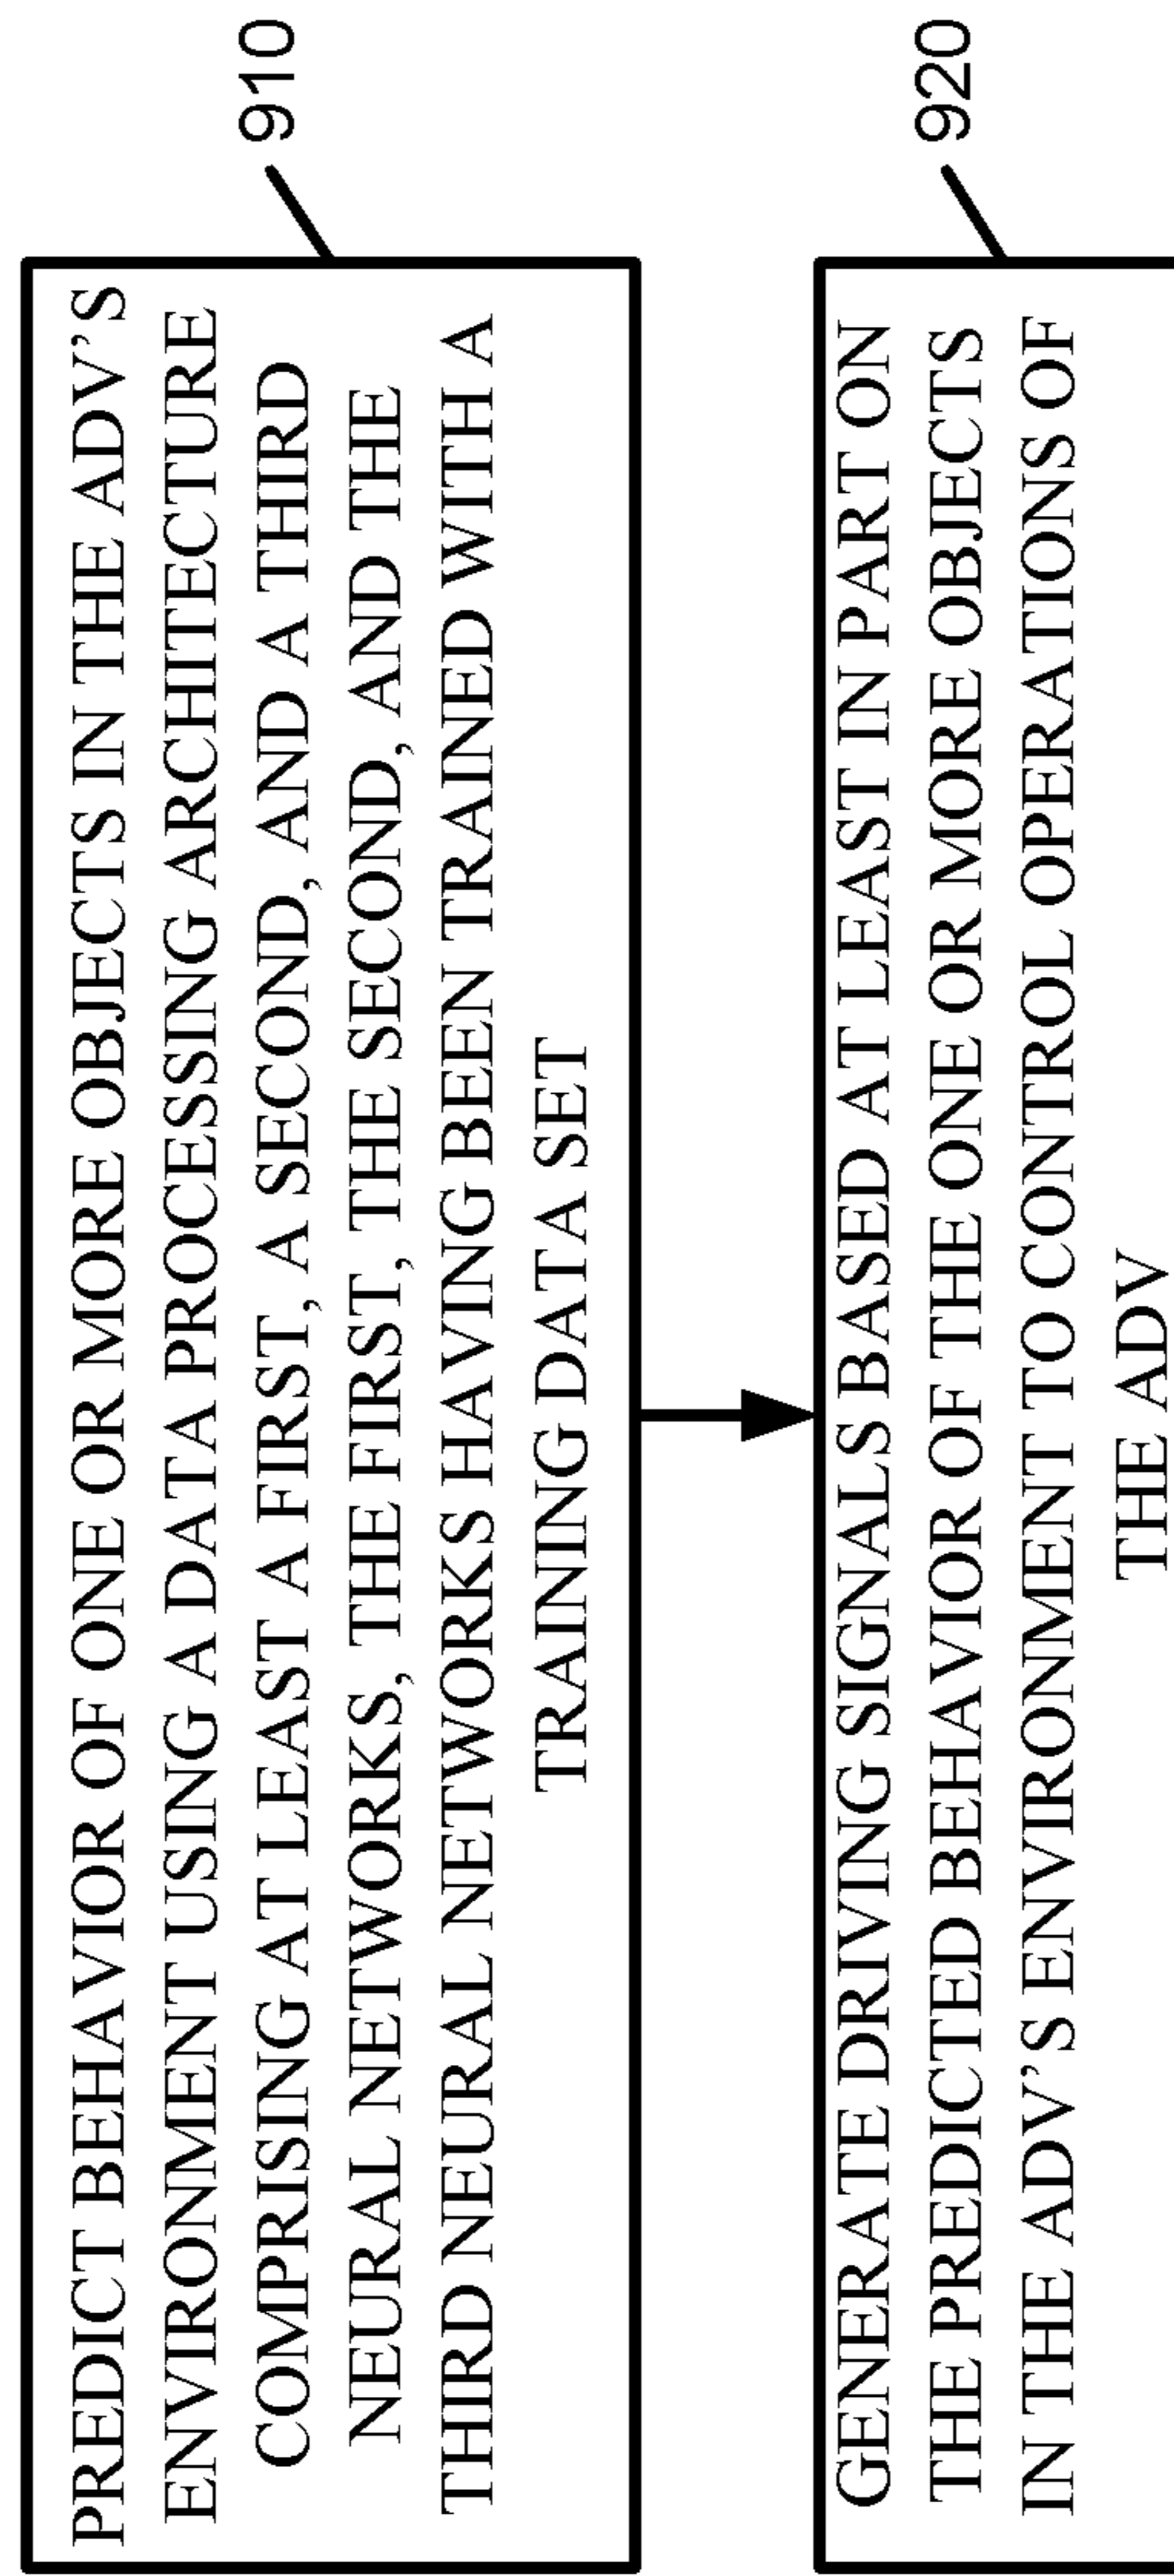 PREDICT BEHAVIOR OF ONE OR MORE OBJECTS IN THE ADV'S
ENVIRONMENT USING A DATA PROCESSING ARCHITECTURE
COMPRISING AT LEAST A FIRST, A SECOND, AND A THIRD
NEURAL NETWORKS, THE FIRST, THE SECOND, AND THE
THIRD NEURAL NETWORKS HAVING BEEN TRAINED WITH A
TRAINING DATA SET
910
GENERATE DRIVING SIGNALS BASED AT LEAST IN PART ON
THE PREDICTED BEHAVIOR OF THE ONE OR MORE OBJECTS
IN THE ADV'S ENVIRONMENT TO CONTROL OPERATIONS OF
THE ADV
920